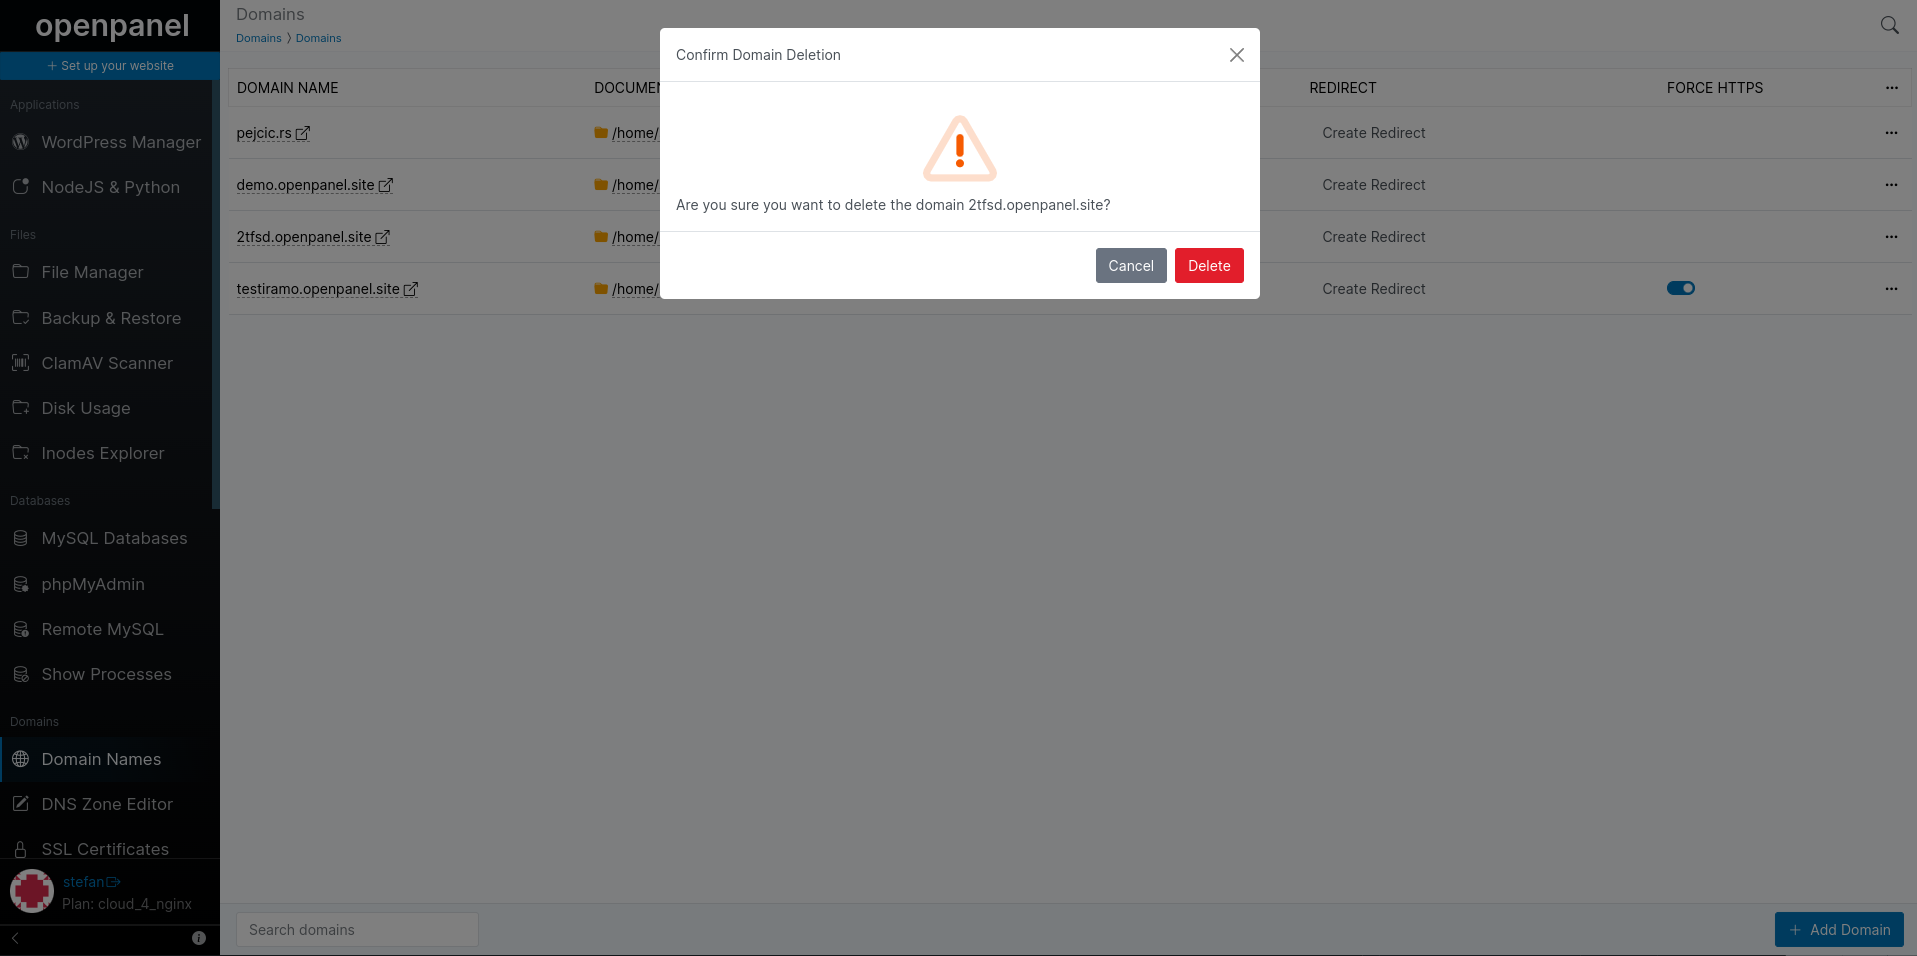 openpanel
+ Set up your website
Applications
WordPress Manager
NodeJS & Python
Files
File Manager
Backup & Restore
ClamAV Scanner
Disk Usage
Inodes Explorer
Databases
MySQL Databases
phpMyAdmin
Remote MySQL
Show Processes
Domains
Domain Names
DNS Zone Editor
SSL Certificates
stefan
Plan: cloud_4_nginx
Domains
Domains 〉 Domains
DOMAIN NAME DOCUMEN REDIRECT FORCE HTTPS ...
pejcic.rs /home/ Create Redirect ...
demo.openpanel.site /home/ Create Redirect ...
2tfsd.openpanel.site /home/ Create Redirect ...
testiramo.openpanel.site /home/ Create Redirect ...
Confirm Domain Deletion
Are you sure you want to delete the domain 2tfsd.openpanel.site?
Cancel Delete
Search domains
+ Add Domain